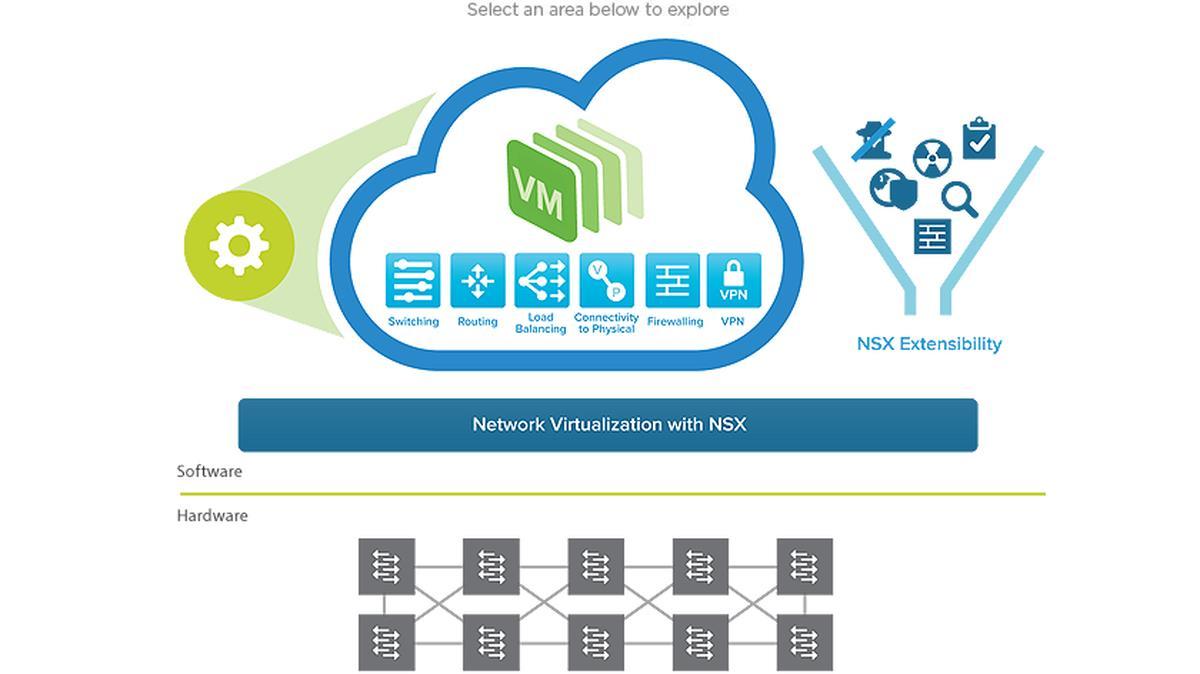 Select an area below to explore
VM
V
P
VPN
Switching
Routing
Load
Balancing
Connectivity
to Physical
Firewalling
VPN
NSX Extensibility
Network Virtualization with NSX
Software
Hardware